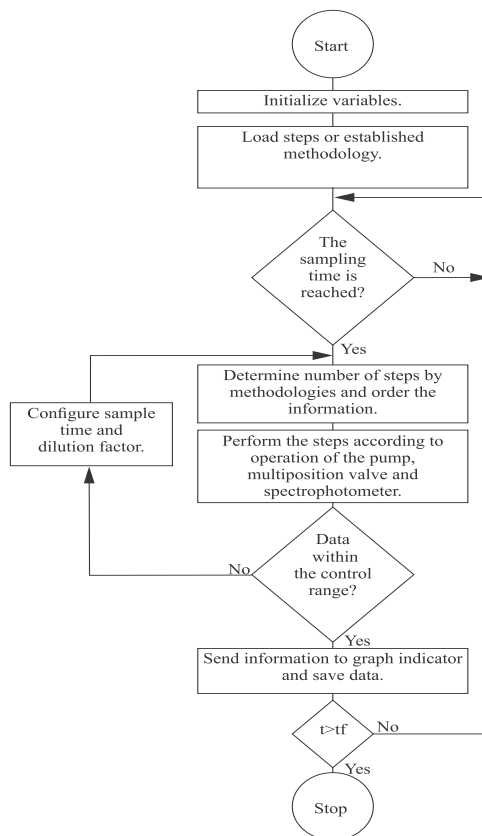 Start
Initialize variables.
Load steps or established
methodology.
The
sampling
time is
reached?
No
Yes
Determine number of steps by
methodologies and order the
information.
Configure sample
time and
dilution factor.
Perform the steps according to
operation of the pump,
multiposition valve and
spectrophotometer.
Data
within
the control
range?
No
Yes
Send information to graph indicator
and save data.
t>tf
No
Yes
Stop